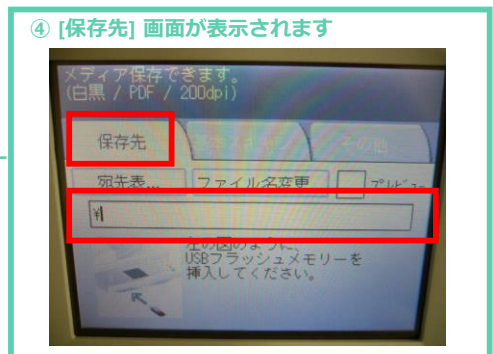 ④ [保存先] 画面が表示されます
メディア保存できます。
(白黒 / PDF / 200dpi)
保存先
その他
宛先表...
ファイル名変更
プレビュー
¥
左の図のように、
USBフラッシュメモリーを
挿入してください。